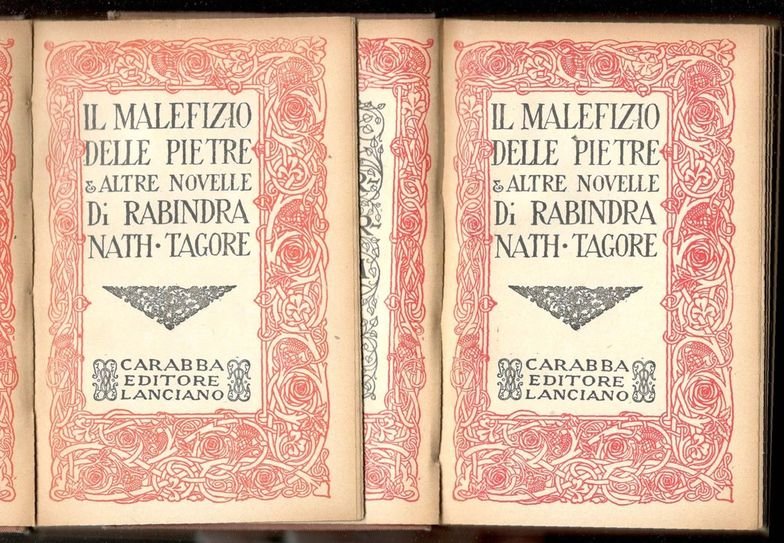 IL MALEFIZIO
DELLE PIETRE
& ALTRE NOVELLE
Di RABINDRA
NATH · TAGORE
CARABBA
EDITORE
LANCIANO
IL MALEFIZIO
DELLE PIETRE
& ALTRE NOVELLE
Di RABINDRA
NATH · TAGORE
CARABBA
EDITORE
LANCIANO